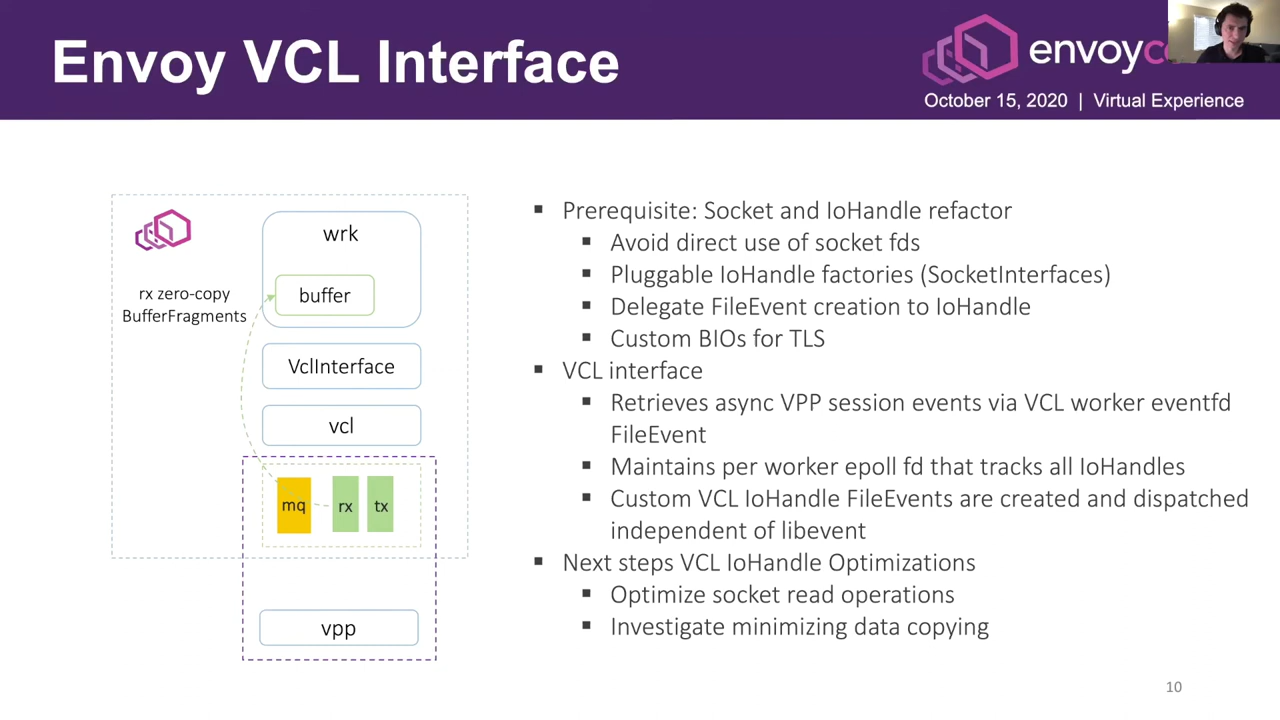 Envoy VCL Interface
envoyc
October 15, 2020 | Virtual Experience
wrk
buffer
rx zero-copy
BufferFragments
VclInterface
vcl
mq
rx
tx
vpp
▪ Prerequisite: Socket and IoHandle refactor
▪ Avoid direct use of socket fds
▪ Pluggable IoHandle factories (SocketInterfaces)
▪ Delegate FileEvent creation to IoHandle
▪ Custom BIOs for TLS
▪ VCL interface
▪ Retrieves async VPP session events via VCL worker eventfd
FileEvent
▪ Maintains per worker epoll fd that tracks all IoHandles
▪ Custom VCL IoHandle FileEvents are created and dispatched
independent of libevent
▪ Next steps VCL IoHandle Optimizations
▪ Optimize socket read operations
▪ Investigate minimizing data copying
10